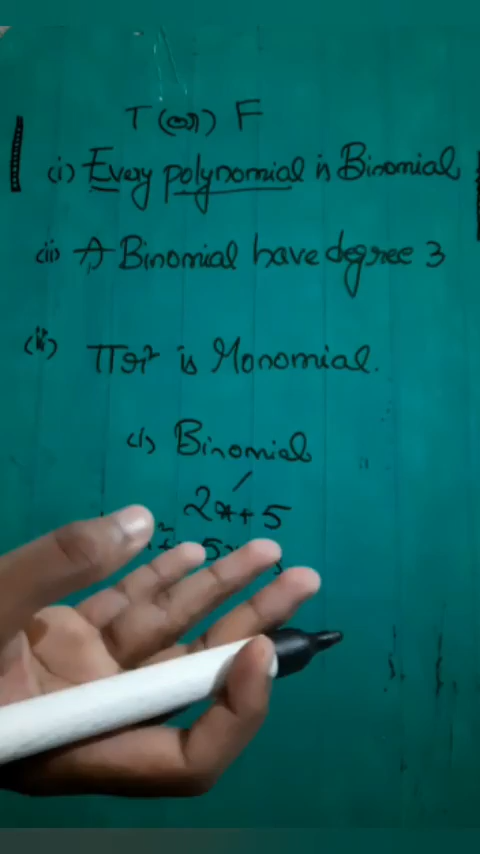 T (or) F
(i) Every polynomial is Binomial
(ii) A Binomial have degree 3
(iii) πr² is Monomial.
(i) Binomial
2x+5